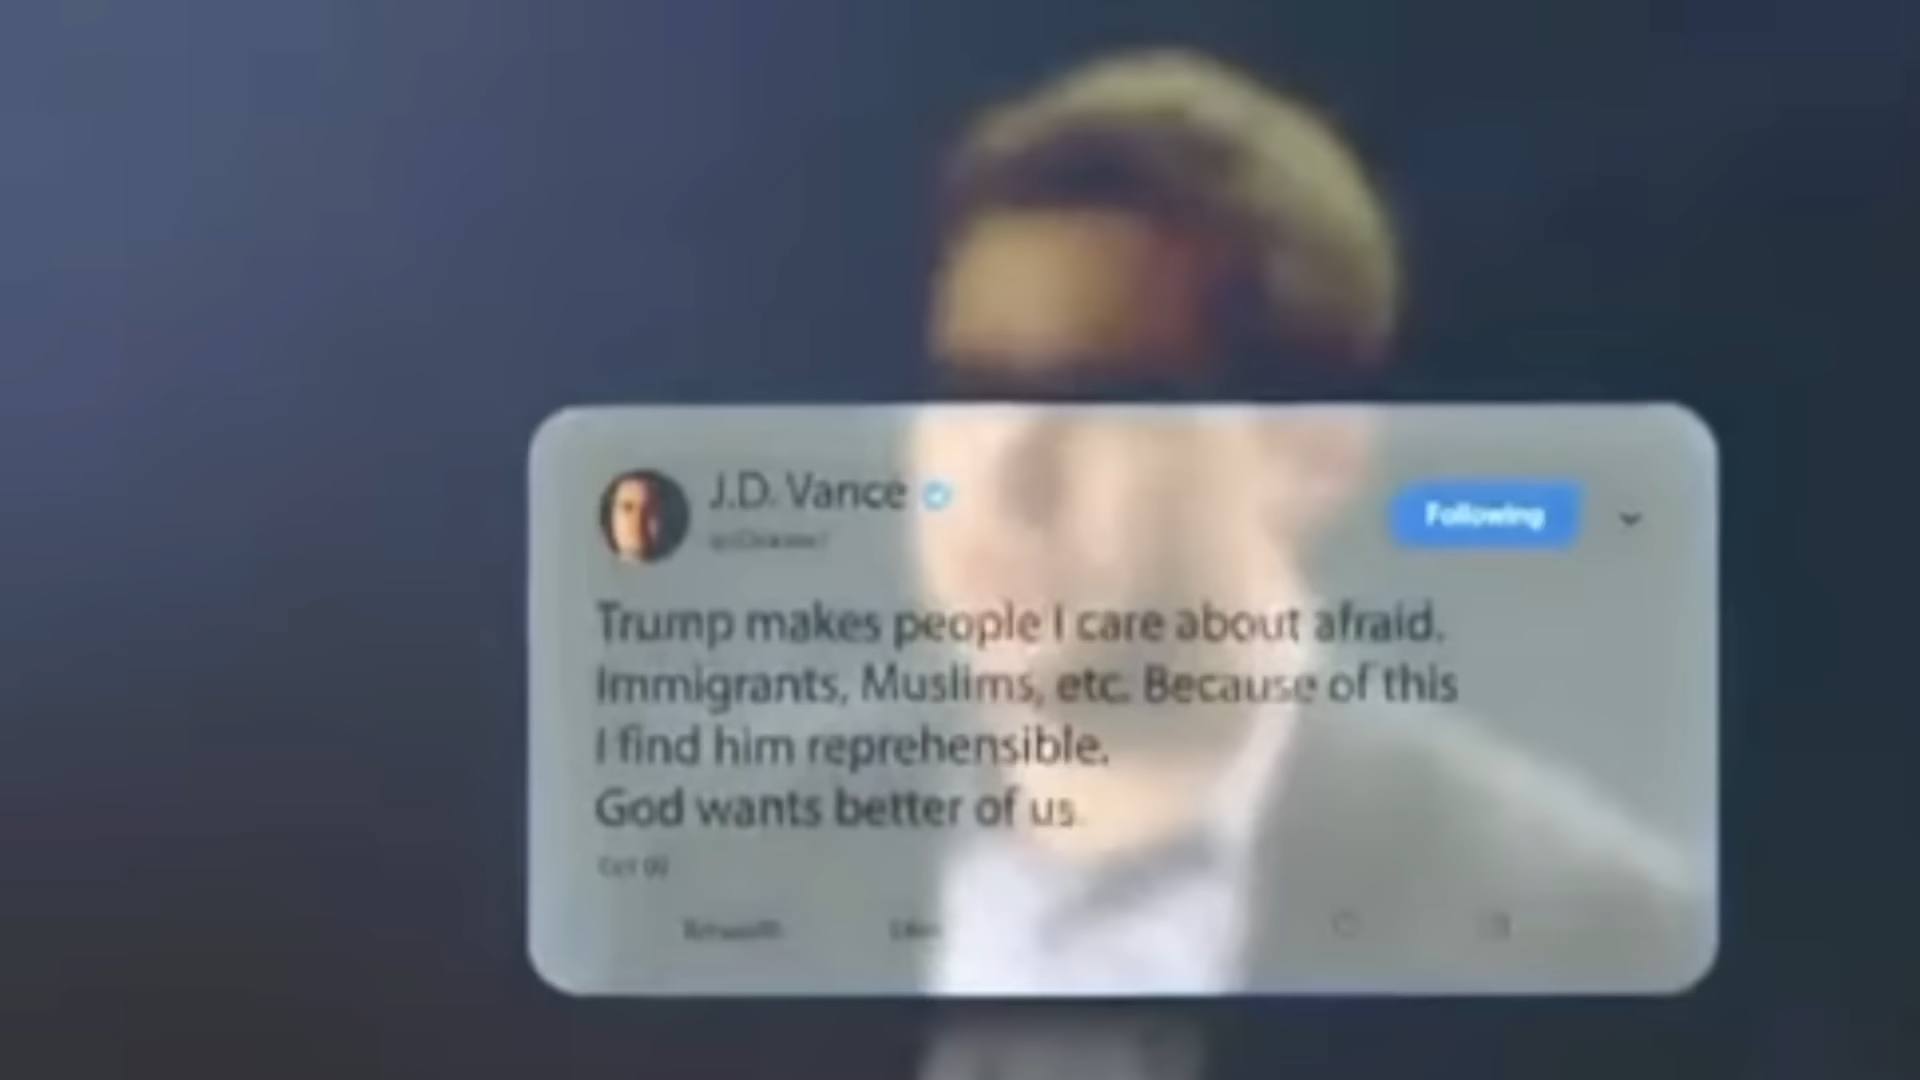 J.D. Vance
Following
Trump makes people I care about afraid.
Immigrants, Muslims, etc. Because of this
I find him reprehensible.
God wants better of us